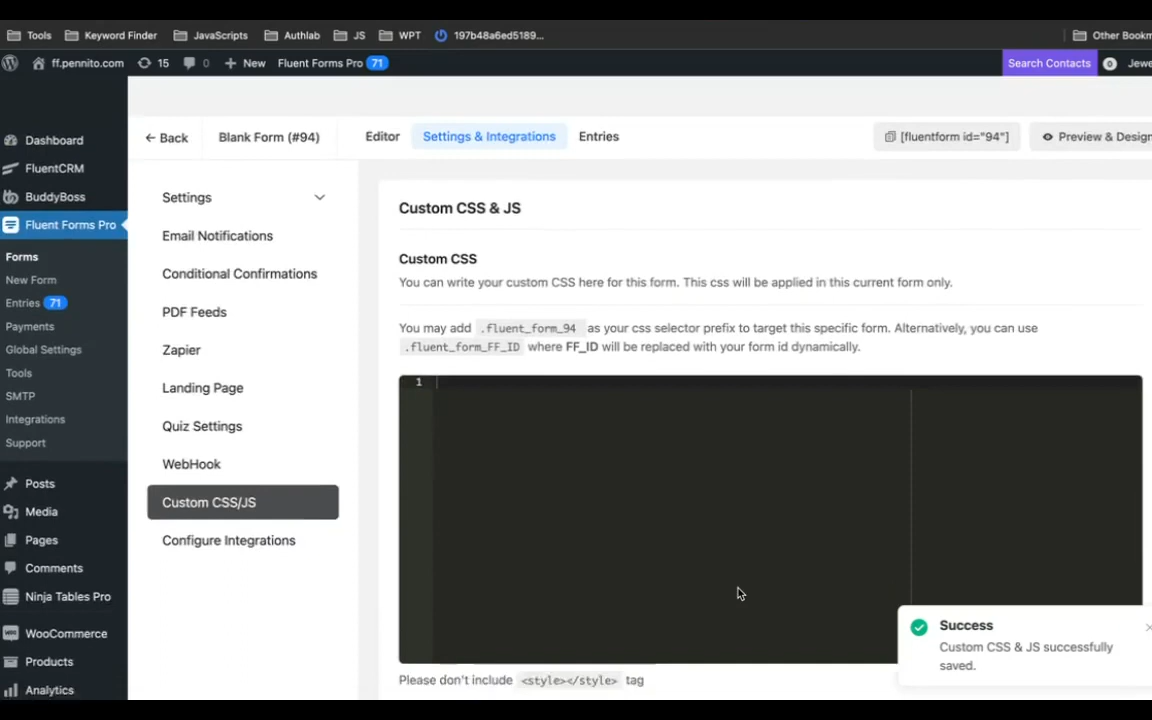 Tools Keyword Finder JavaScripts Authlab JS WPT 197b48a6ed5189... Other Bookm
ff.pennito.com 15 0 New Fluent Forms Pro 71 Search Contacts Jewe
Back Blank Form (#94) Editor Settings & Integrations Entries [fluentform id="94"] Preview & Design
Dashboard
FluentCRM
BuddyBoss
Fluent Forms Pro
Forms
New Form
Entries 71
Payments
Global Settings
Tools
SMTP
Integrations
Support
Posts
Media
Pages
Comments
Ninja Tables Pro
WooCommerce
Products
Analytics
Settings
Email Notifications
Conditional Confirmations
PDF Feeds
Zapier
Landing Page
Quiz Settings
WebHook
Custom CSS/JS
Configure Integrations
Custom CSS & JS
Custom CSS
You can write your custom CSS here for this form. This css will be applied in this current form only.
You may add .fluent_form_94 as your css selector prefix to target this specific form. Alternatively, you can use
.fluent_form_FF_ID where FF_ID will be replaced with your form id dynamically.
1
Please don't include <style></style> tag
Success
Custom CSS & JS successfully
saved.